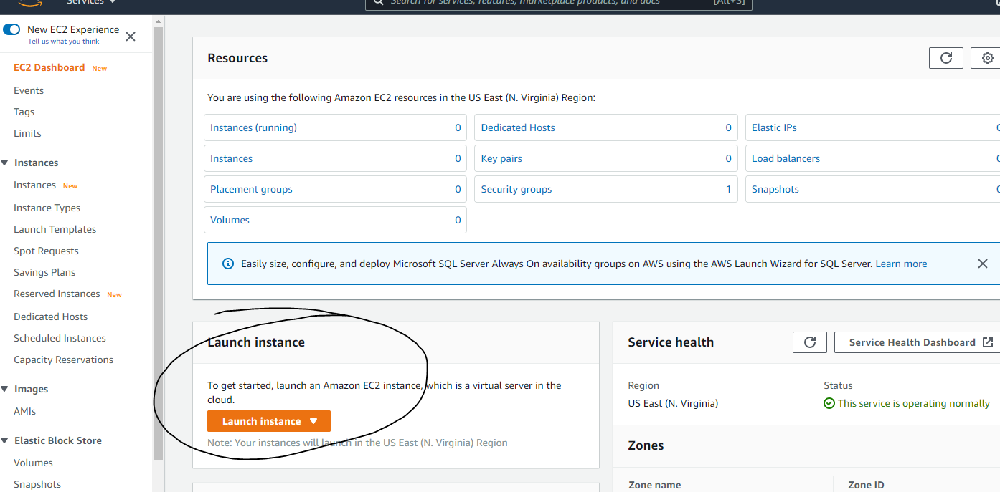 Services
Search for services, features, marketplace products, and docs
[Alt+S]
New EC2 Experience
Tell us what you think
EC2 Dashboard New
Events
Tags
Limits
Instances
Instances New
Instance Types
Launch Templates
Spot Requests
Savings Plans
Reserved Instances New
Dedicated Hosts
Scheduled Instances
Capacity Reservations
Images
AMIs
Elastic Block Store
Volumes
Snapshots
Resources
You are using the following Amazon EC2 resources in the US East (N. Virginia) Region:
Instances (running) 0
Dedicated Hosts 0
Elastic IPs 0
Instances 0
Key pairs 0
Load balancers 0
Placement groups 0
Security groups 1
Snapshots 0
Volumes 0
Easily size, configure, and deploy Microsoft SQL Server Always On availability groups on AWS using the AWS Launch Wizard for SQL Server. Learn more
Launch instance
To get started, launch an Amazon EC2 instance, which is a virtual server in the
cloud.
Launch instance
Note: Your instances will launch in the US East (N. Virginia) Region
Service health
Service Health Dashboard
Region
US East (N. Virginia)
Status
This service is operating normally
Zones
Zone name
Zone ID